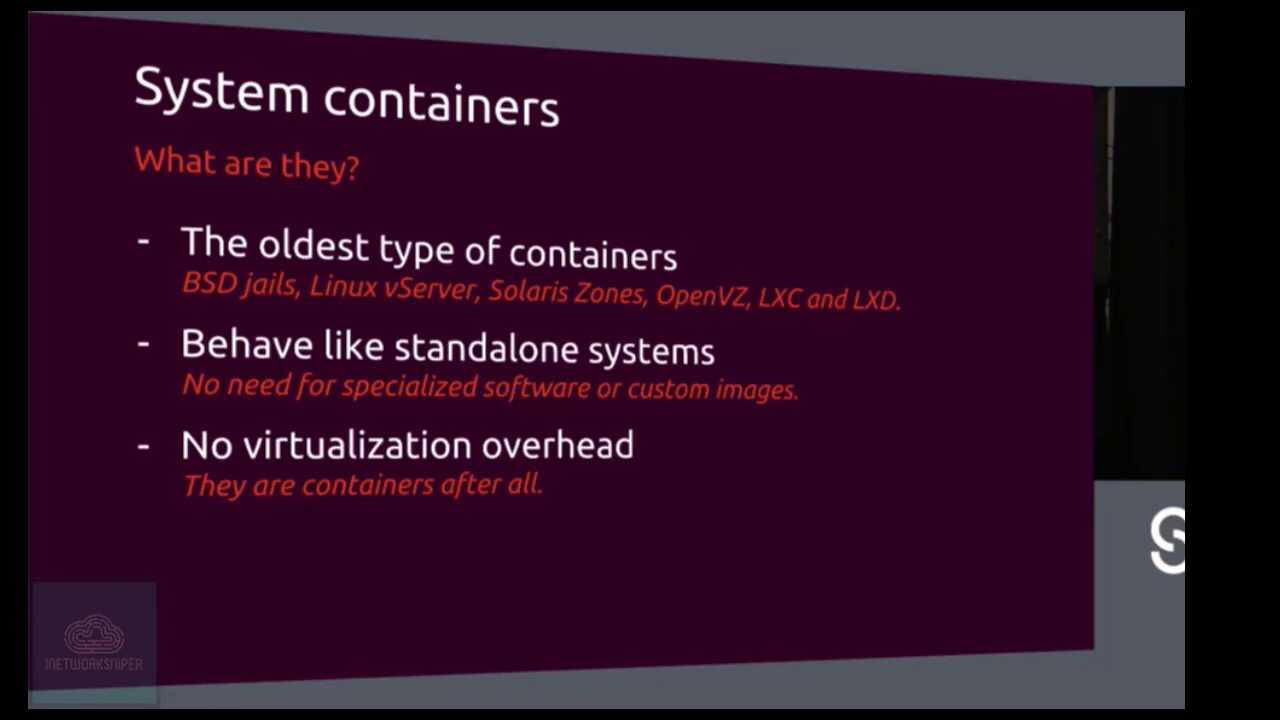 System containers
What are they?
- The oldest type of containers
BSD jails, Linux vServer, Solaris Zones, OpenVZ, LXC and LXD.
- Behave like standalone systems
No need for specialized software or custom images.
- No virtualization overhead
They are containers after all.
INETWORKSNIPER
S